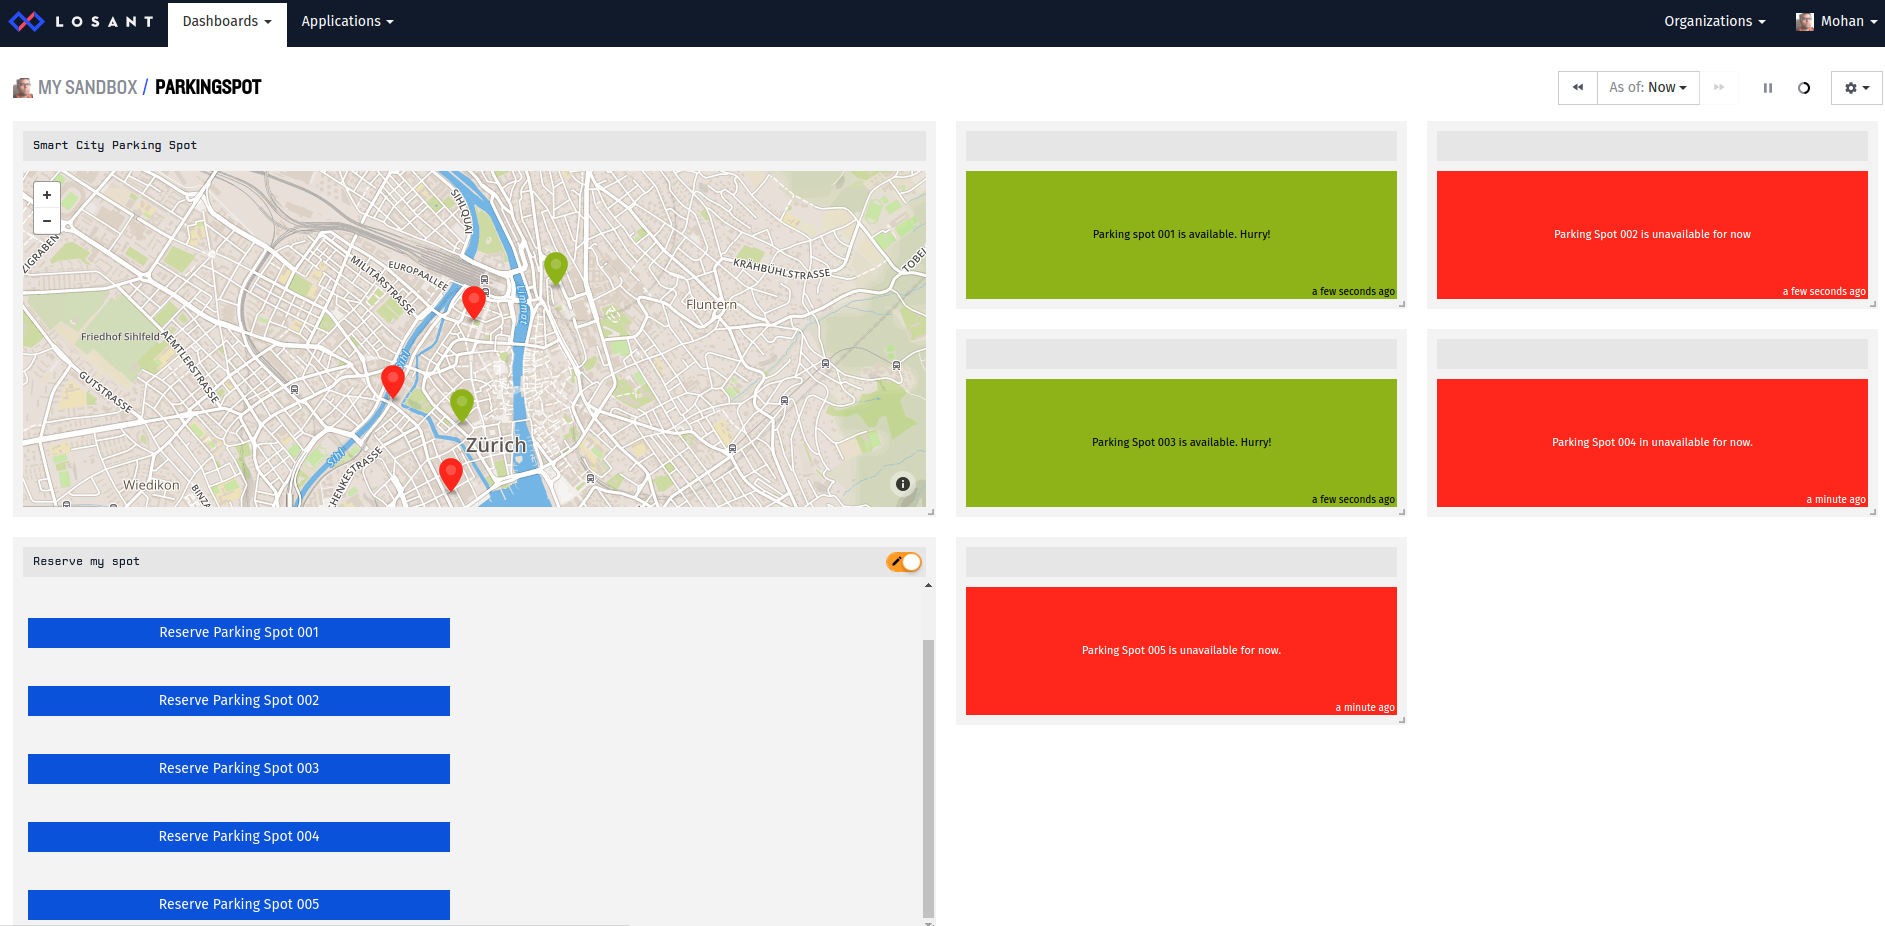 LOSANT
Dashboards
Applications
Organizations
Mohan
MY SANDBOX / PARKINGSPOT
As of: Now
Smart City Parking Spot
+
−
SIHLQUAI
ZIGRABEN
MILITÄRSTRASSE
EUROPAALLEE
Limmat
KRÄHBÜHLSTRASSE
TOBEL
Fluntern
Friedhof Sihlfeld
AEMTLERSTRASSE
GUTSTRASSE
Sihl
Zürich
Sihl
Wiedikon
BINZ
HENKESTRASSE
Parking spot 001 is available. Hurry!
a few seconds ago
Parking Spot 002 is unavailable for now
a few seconds ago
Parking Spot 003 is available. Hurry!
a few seconds ago
Parking Spot 004 in unavailable for now.
a minute ago
Reserve my spot
Reserve Parking Spot 001
Reserve Parking Spot 002
Reserve Parking Spot 003
Reserve Parking Spot 004
Reserve Parking Spot 005
Parking Spot 005 is unavailable for now.
a minute ago